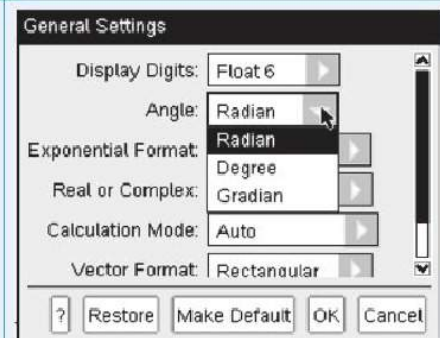 General Settings
Display Digits: Float 6
Angle: Radian
Radian
Exponential Format:
Degree
Real or Complex:
Gradian
Calculation Mode: Auto
Vector Format: Rectangular
? Restore Make Default OK Cancel